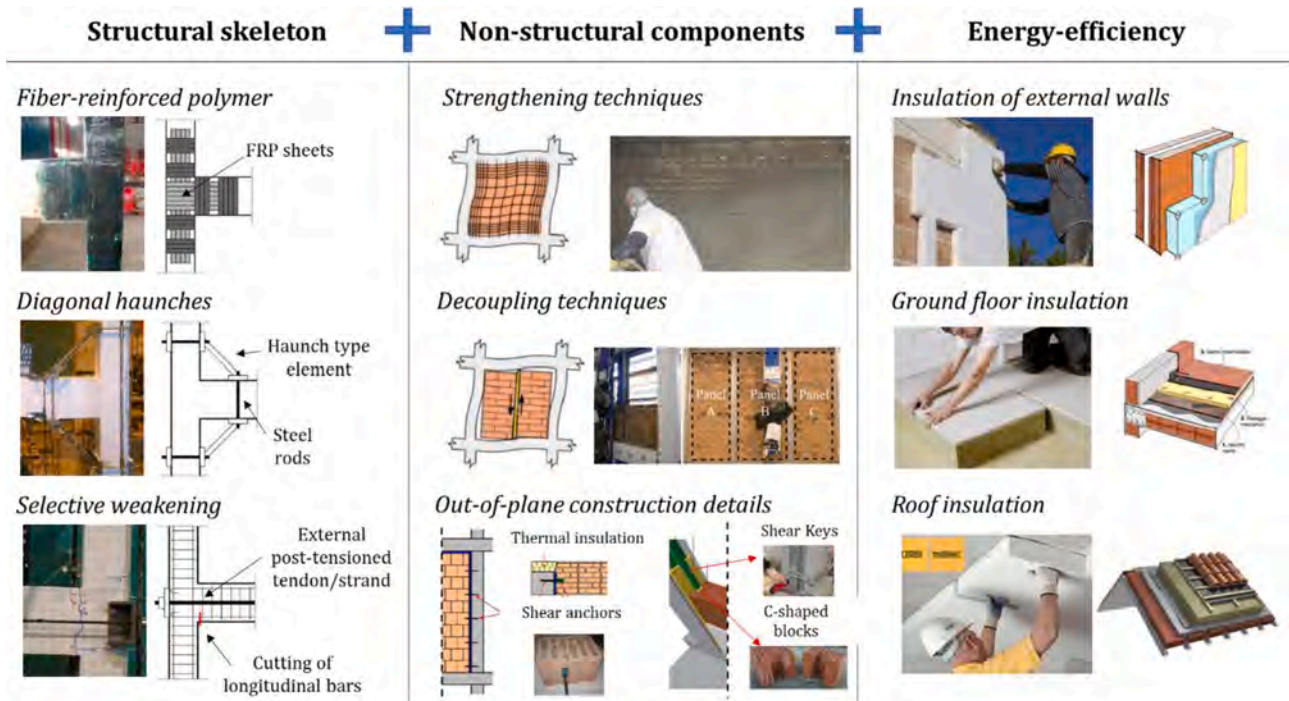 Structural skeleton
Non-structural components
Energy-efficiency
Fiber-reinforced polymer
FRP sheets
Diagonal haunches
Haunch type
element
Steel
rods
Selective weakening
External
post-tensioned
tendon/strand
Cutting of
longitudinal bars
Strengthening techniques
Decoupling techniques
Panel
A
Panel
B
Panel
C
Out-of-plane construction details
Thermal insulation
Shear anchors
Shear Keys
C-shaped
blocks
Insulation of external walls
Ground floor insulation
Roof insulation